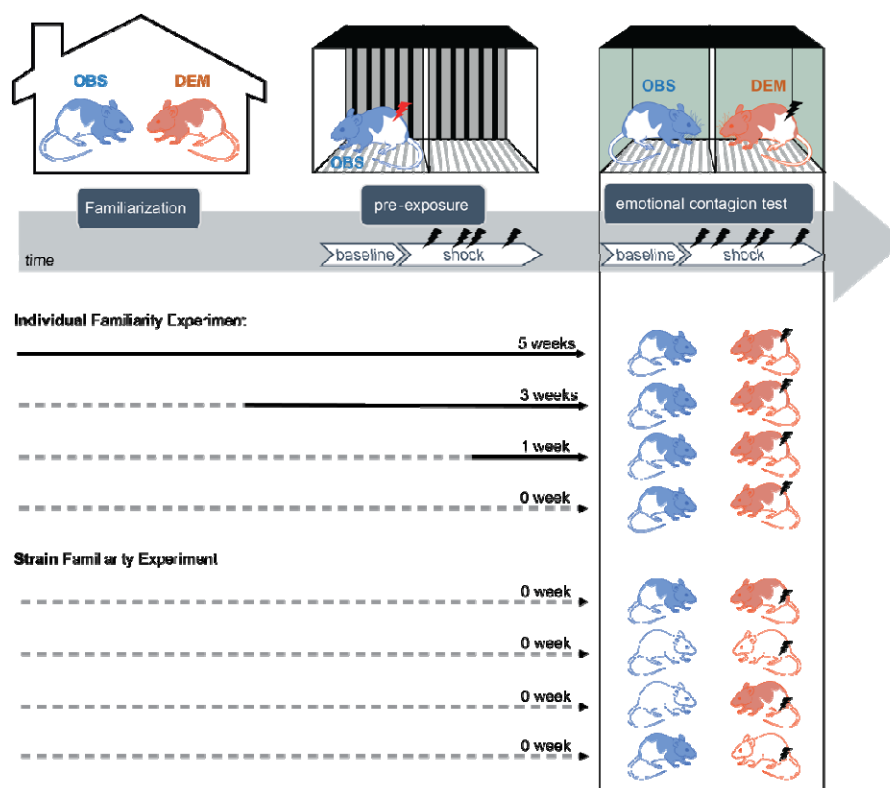 OBS DEM
OBS
OBS DEM
Familiarization
pre-exposure
emotional contagion test
time
baseline shock
baseline shock
Individual Familiarity Experiment
5 weeks
3 weeks
1 week
0 week
Strain Familiarty Experiment
0 week
0 week
0 week
0 week